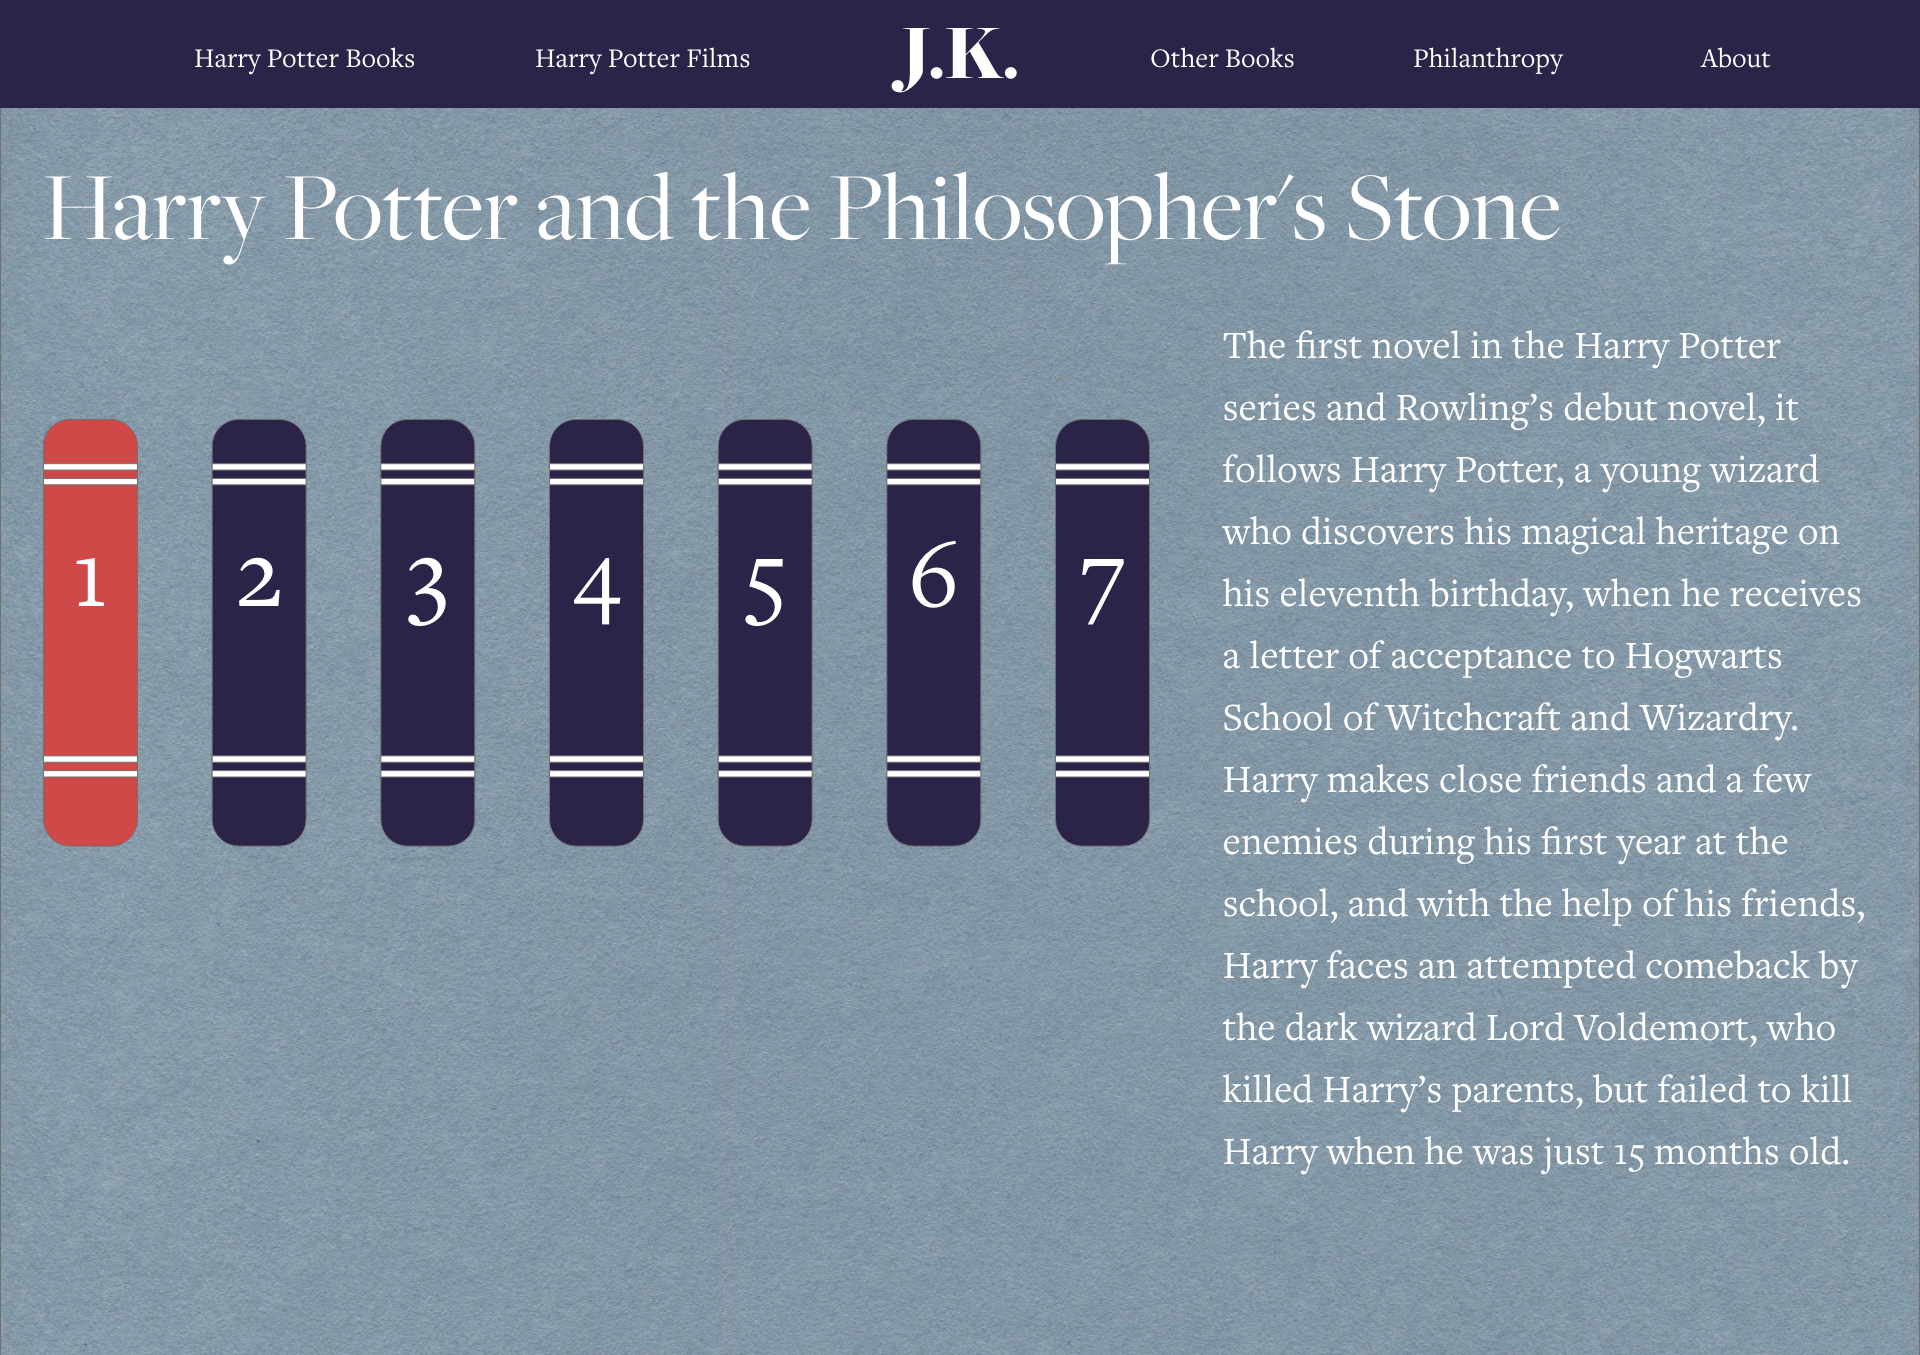 Harry Potter Books Harry Potter Films J.K. Other Books Philanthropy About
Harry Potter and the Philosopher's Stone
1 2 3 4 5 6 7
The first novel in the Harry Potter
series and Rowling’s debut novel, it
follows Harry Potter, a young wizard
who discovers his magical heritage on
his eleventh birthday, when he receives
a letter of acceptance to Hogwarts
School of Witchcraft and Wizardry.
Harry makes close friends and a few
enemies during his first year at the
school, and with the help of his friends,
Harry faces an attempted comeback by
the dark wizard Lord Voldemort, who
killed Harry’s parents, but failed to kill
Harry when he was just 15 months old.